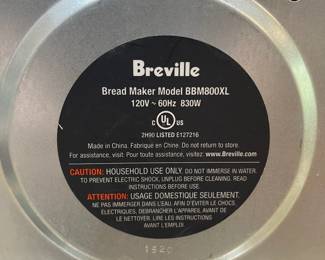 Breville
Bread Maker Model BBM800XL
120V ~ 60Hz 830W
C UL US
2H90 LISTED E127216
Made in China. Fabriqué en Chine. Do not return to store.
For assistance, visit: Pour toute assistance, visitez: www.Breville.com
CAUTION: HOUSEHOLD USE ONLY. DO NOT IMMERSE IN WATER.
TO PREVENT ELECTRIC SHOCK, UNPLUG BEFORE CLEANING. READ
INSTRUCTIONS BEFORE USE.
ATTENTION: USAGE DOMESTIQUE SEULEMENT.
NE PAS IMMERGER DANS L'EAU AFIN D'ÉVITER LE CHOCS
ÉLECTRIQUES, DEBRANCHER L'APPAREIL AVANT DE
LE NETTOYER. LIRE LES INSTRUCTIONS
AVANT L'EMPLOI